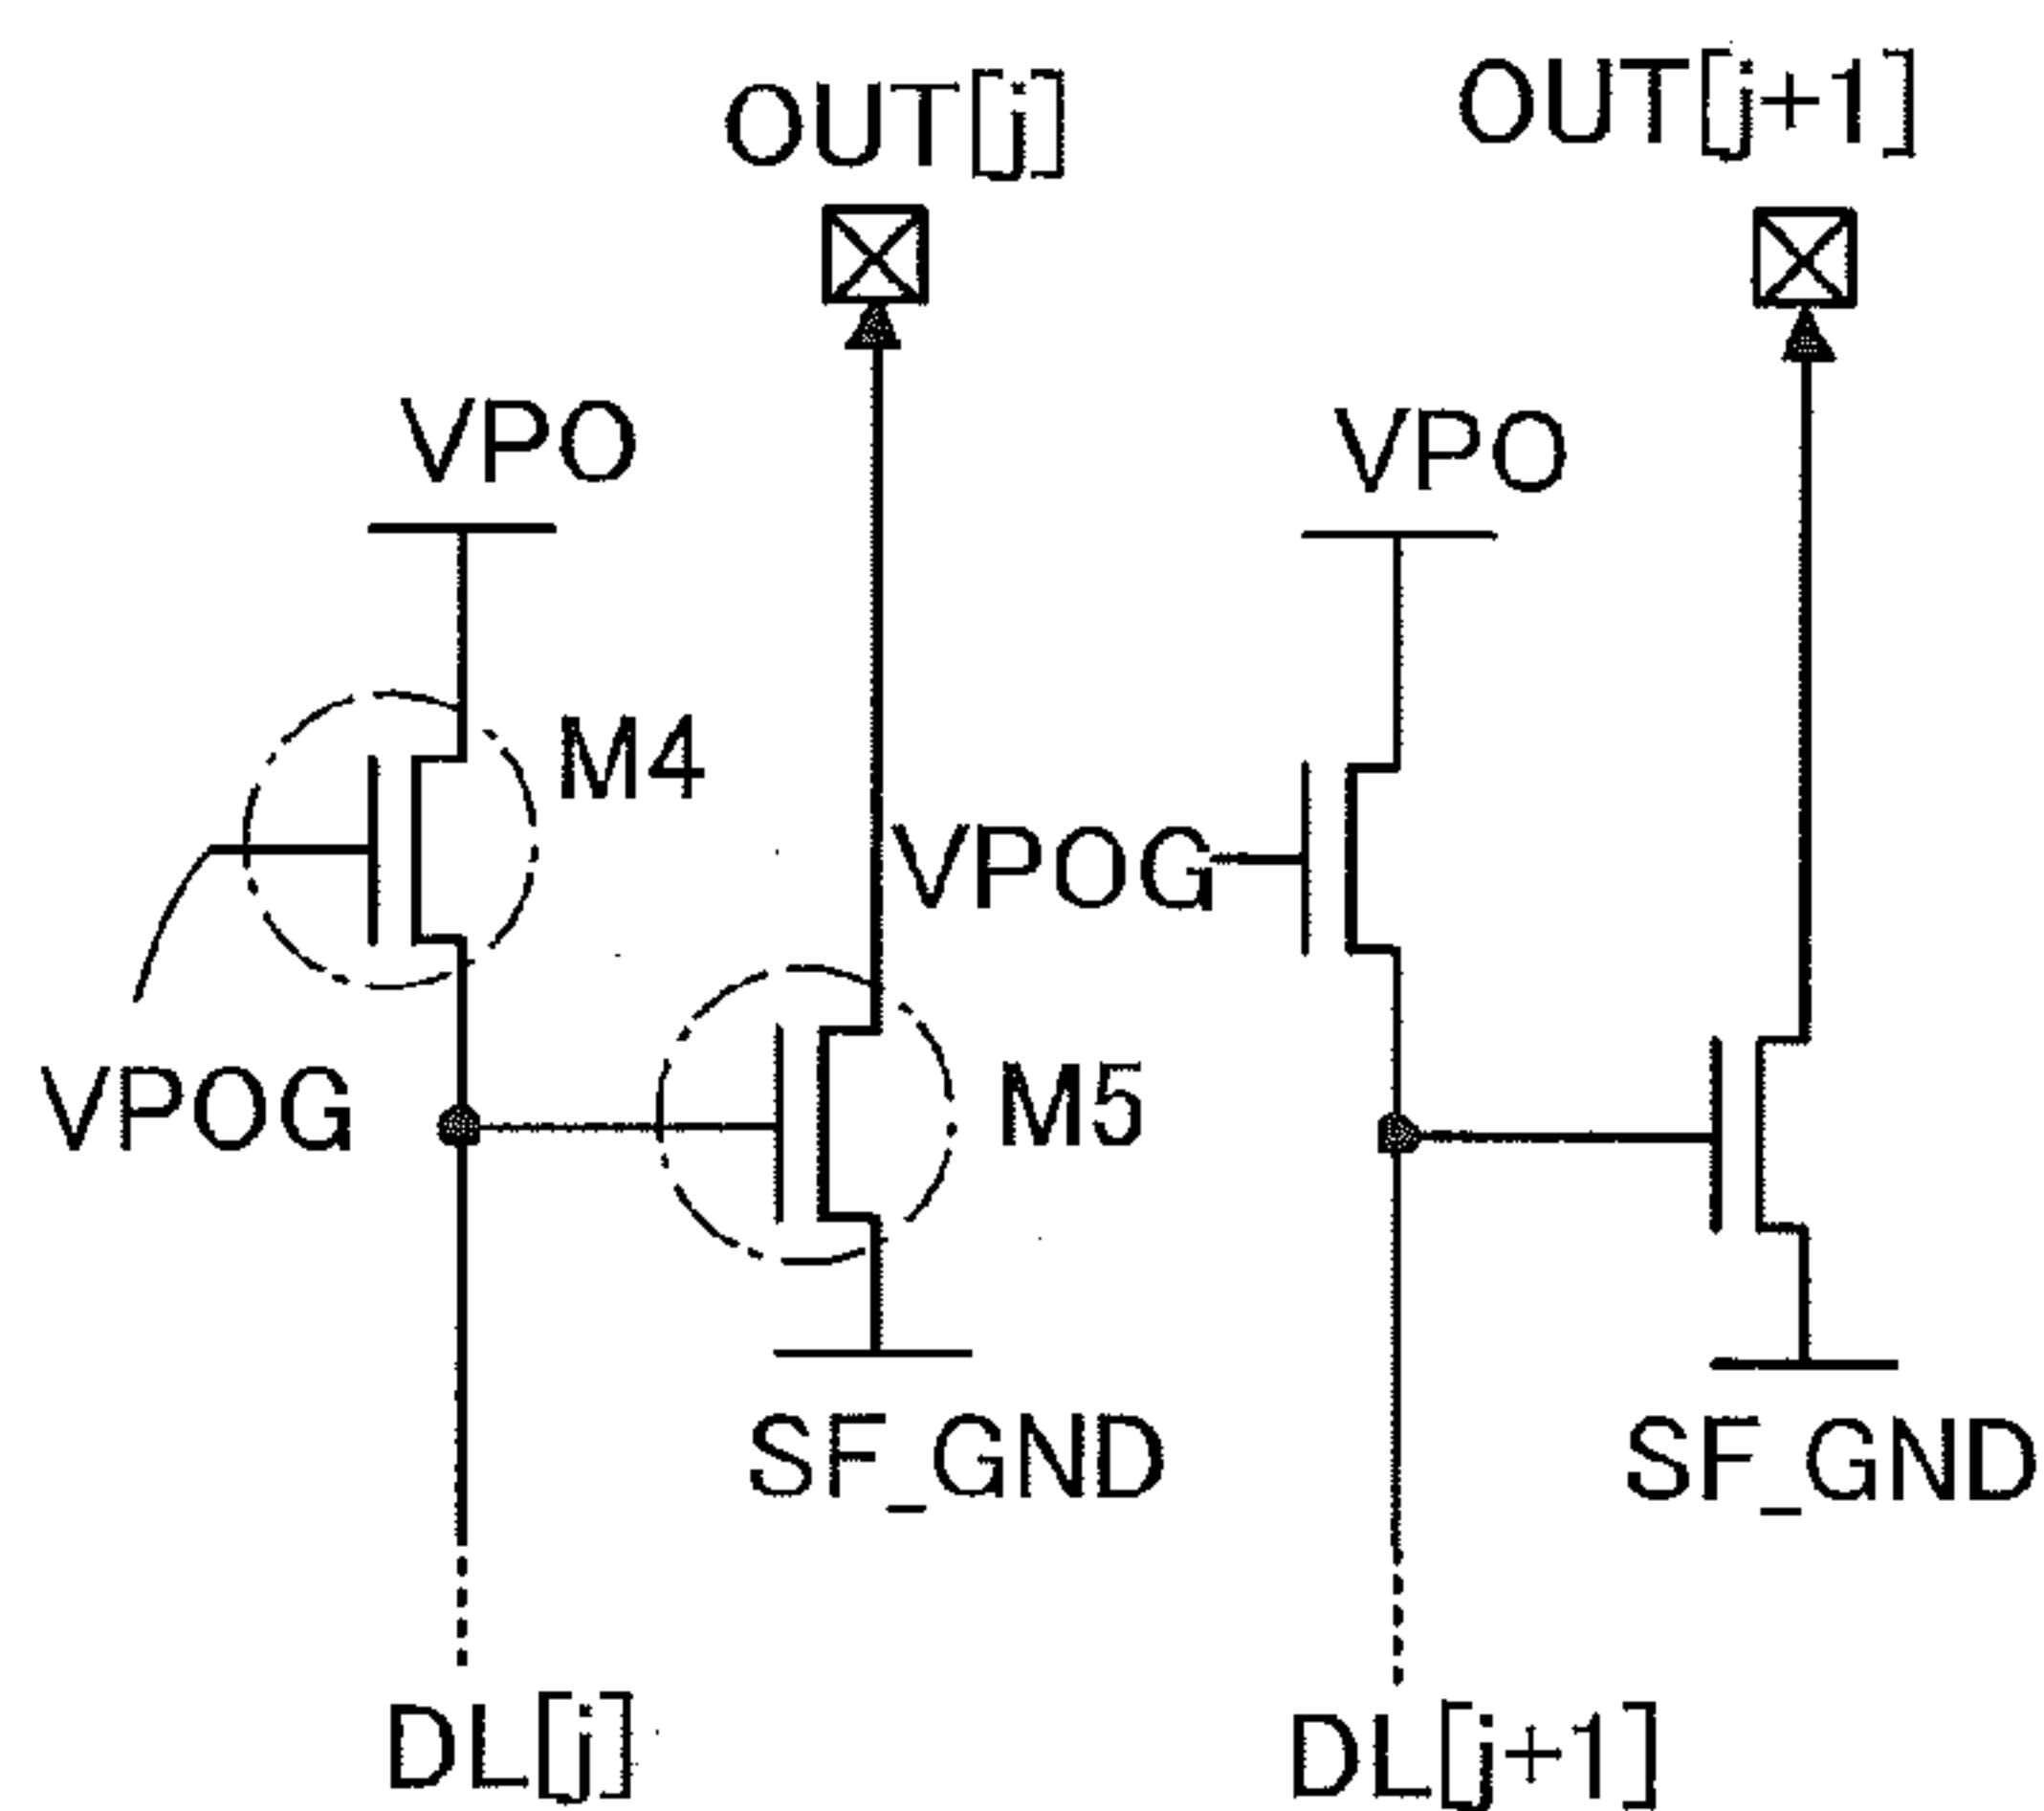 OUT[j]
OUT[j+1]
VPO
VPO
M4
VPOG
VPOG
M5
SF_GND
SF_GND
DL[j]
DL[j+1]